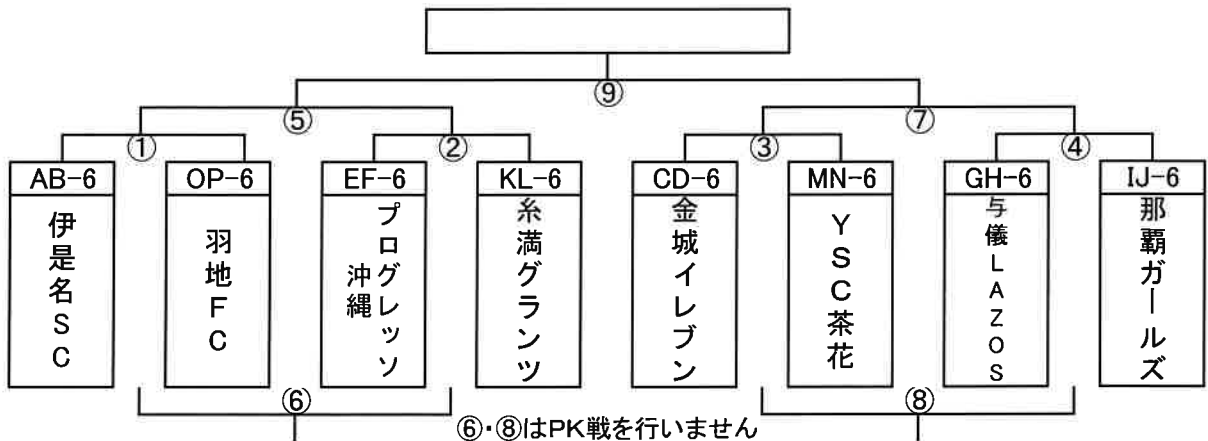 ⑨
⑤
⑦
①
②
③
④
AB-6
OP-6
EF-6
KL-6
CD-6
MN-6
GH-6
IJ-6
伊是名SC
羽地FC
プログレッソ
沖縄
糸満グランツ
金城イレブン
YSC茶花
与儀LAZOS
那覇ガールズ
⑥
⑧
⑥・⑧はPK戦を行いません